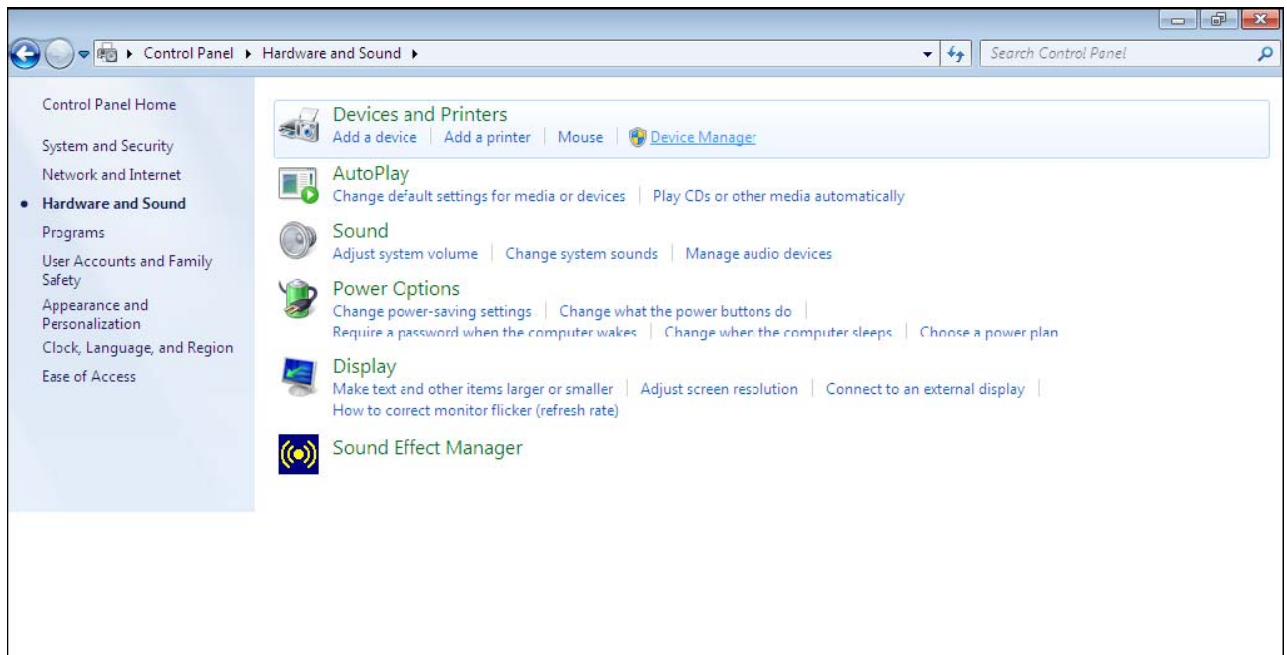 Control Panel Hardware and Sound
Search Control Panel
Control Panel Home
System and Security
Network and Internet
Hardware and Sound
Programs
User Accounts and Family
Safety
Appearance and
Personalization
Clock, Language, and Region
Ease of Access
Devices and Printers
Add a device Add a printer Mouse Device Manager
AutoPlay
Change default settings for media or devices Play CDs or other media automatically
Sound
Adjust system volume Change system sounds Manage audio devices
Power Options
Change power-saving settings Change what the power buttons do
Require a password when the computer wakes Change when the computer sleeps Choose a power plan
Display
Make text and other items larger or smaller Adjust screen resolution Connect to an external display
How to correct monitor flicker (refresh rate)
Sound Effect Manager